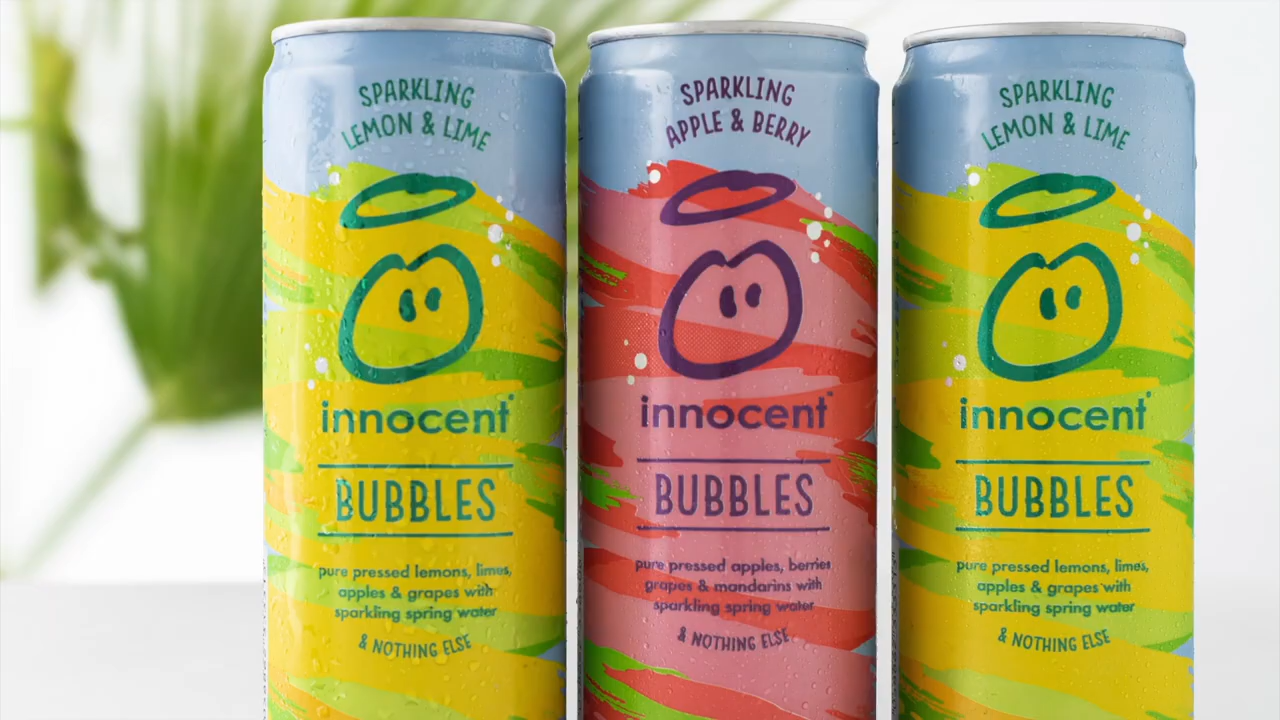 SPARKLING
LEMON & LIME
innocent
BUBBLES
pure pressed lemons, limes,
apples & grapes with
sparkling spring water
& NOTHING ELSE
SPARKLING
APPLE & BERRY
innocent
BUBBLES
pure pressed apples, berries
grapes & mandarins with
sparkling spring water
& NOTHING ELSE
SPARKLING
LEMON & LIME
innocent
BUBBLES
pure pressed lemons, limes,
apples & grapes with
sparkling spring water
& NOTHING ELSE